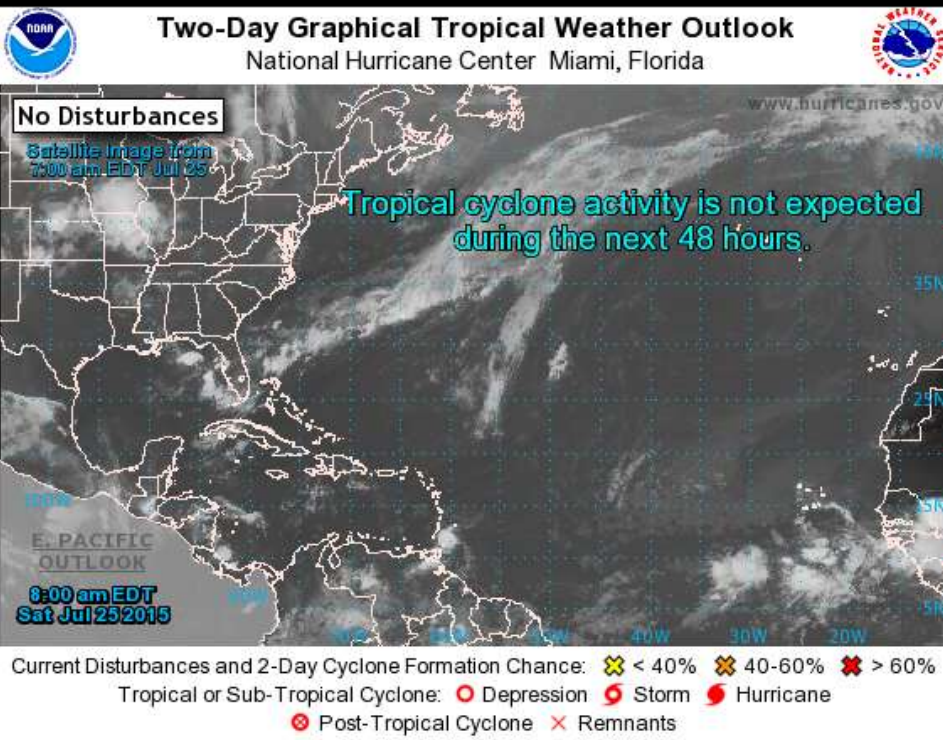 Two-Day Graphical Tropical Weather Outlook
National Hurricane Center Miami, Florida
NOAA
www.hurricanes.gov
No Disturbances
Satellite Image from
7:00 am EDT Jul 25
Tropical cyclone activity is not expected
during the next 48 hours.
35N
25N
15N
5N
E. PACIFIC
OUTLOOK
8:00 am EDT
Sat Jul 25 2015
50W 40W 30W 20W
Current Disturbances and 2-Day Cyclone Formation Chance: < 40% 40-60% > 60%
Tropical or Sub-Tropical Cyclone: Depression Storm Hurricane
Post-Tropical Cyclone Remnants